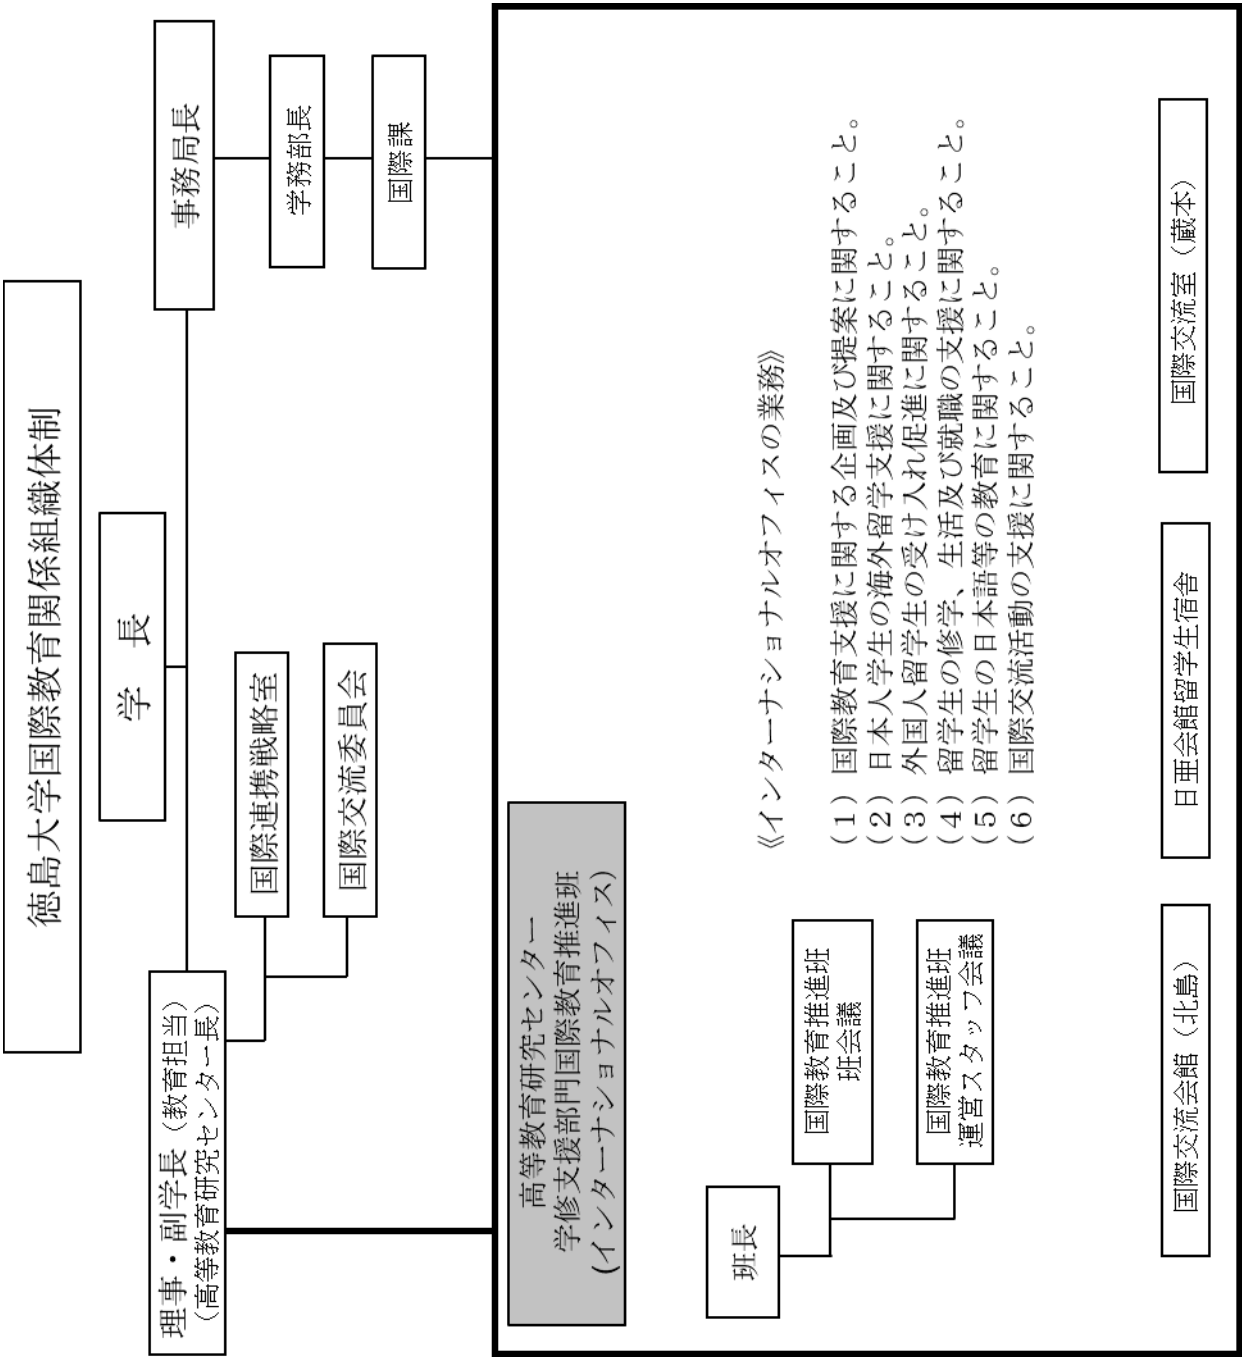 徳島大学国際教育関係組織体制
学　長
理事・副学長（教育担当）
（高等教育研究センター長）
事務局長
国際連携戦略室
国際交流委員会
学務部長
国際課
高等教育研究センター
学修支援部門国際教育推進班
(インターナショナルオフィス)
班長
国際教育推進班
班会議
国際教育推進班
運営スタッフ会議
《インターナショナルオフィスの業務》
（１）国際教育支援に関する企画及び提案に関すること。
（２）日本人学生の海外留学支援に関すること。
（３）外国人留学生の受け入れ促進に関すること。
（４）留学生の修学、生活及び就職の支援に関すること。
（５）留学生の日本語等の教育に関すること。
（６）国際交流活動の支援に関すること。
国際交流会館（北島）
日亜会館留学生宿舎
国際交流室（蔵本）